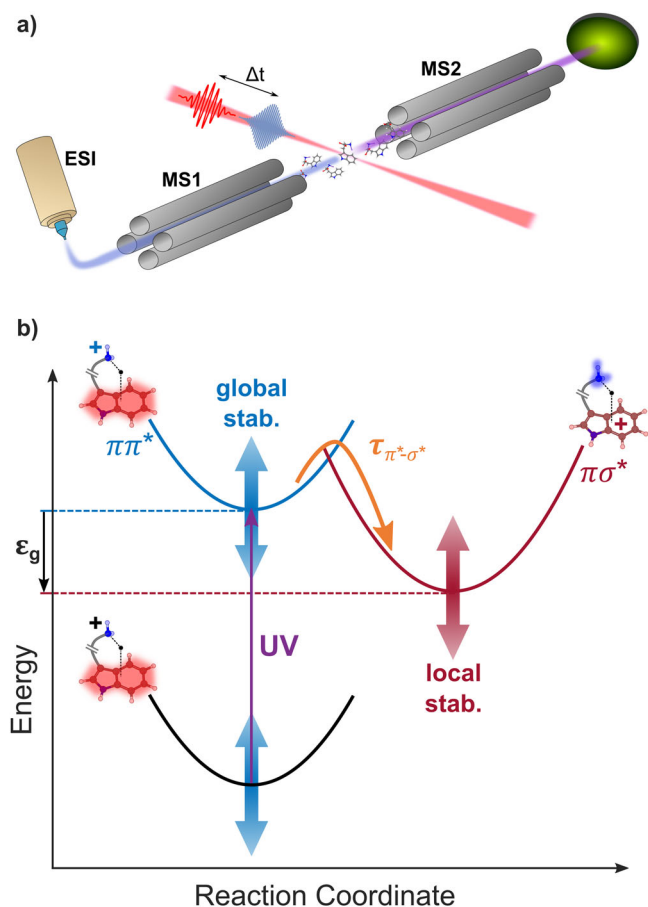 a)
Δt
MS2
ESI
MS1
b)
+
global
stab.
ππ*
τπ*-σ*
+
πσ*
εg
+
UV
local
stab.
Energy
Reaction Coordinate